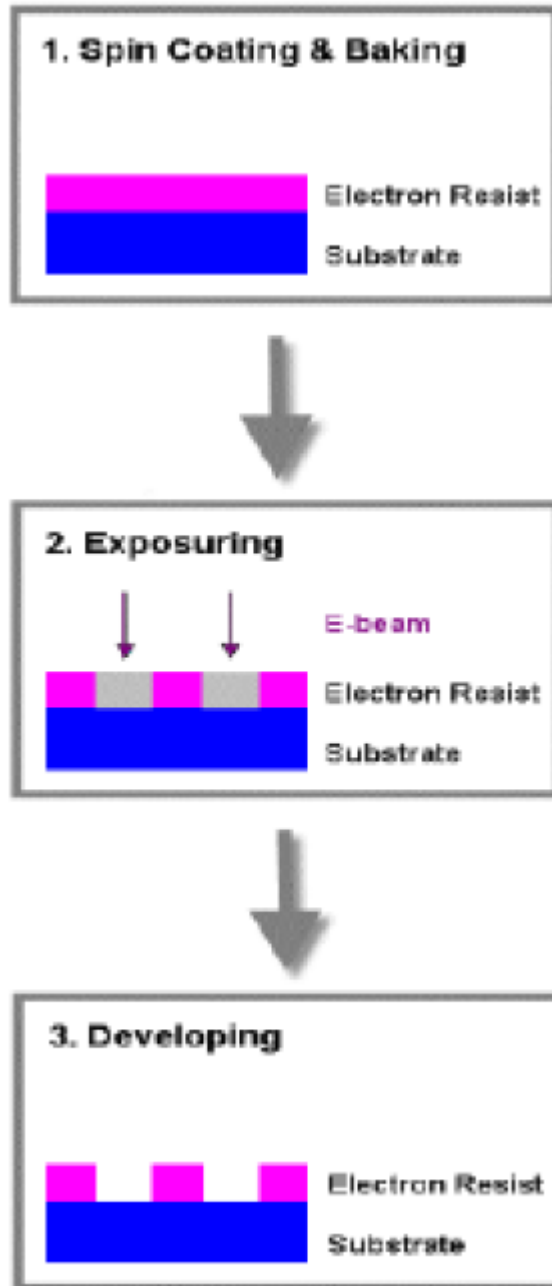 1. Spin Coating & Baking
Electron Resist
Substrate
2. Exposuring
E-beam
Electron Resist
Substrate
3. Developing
Electron Resist
Substrate